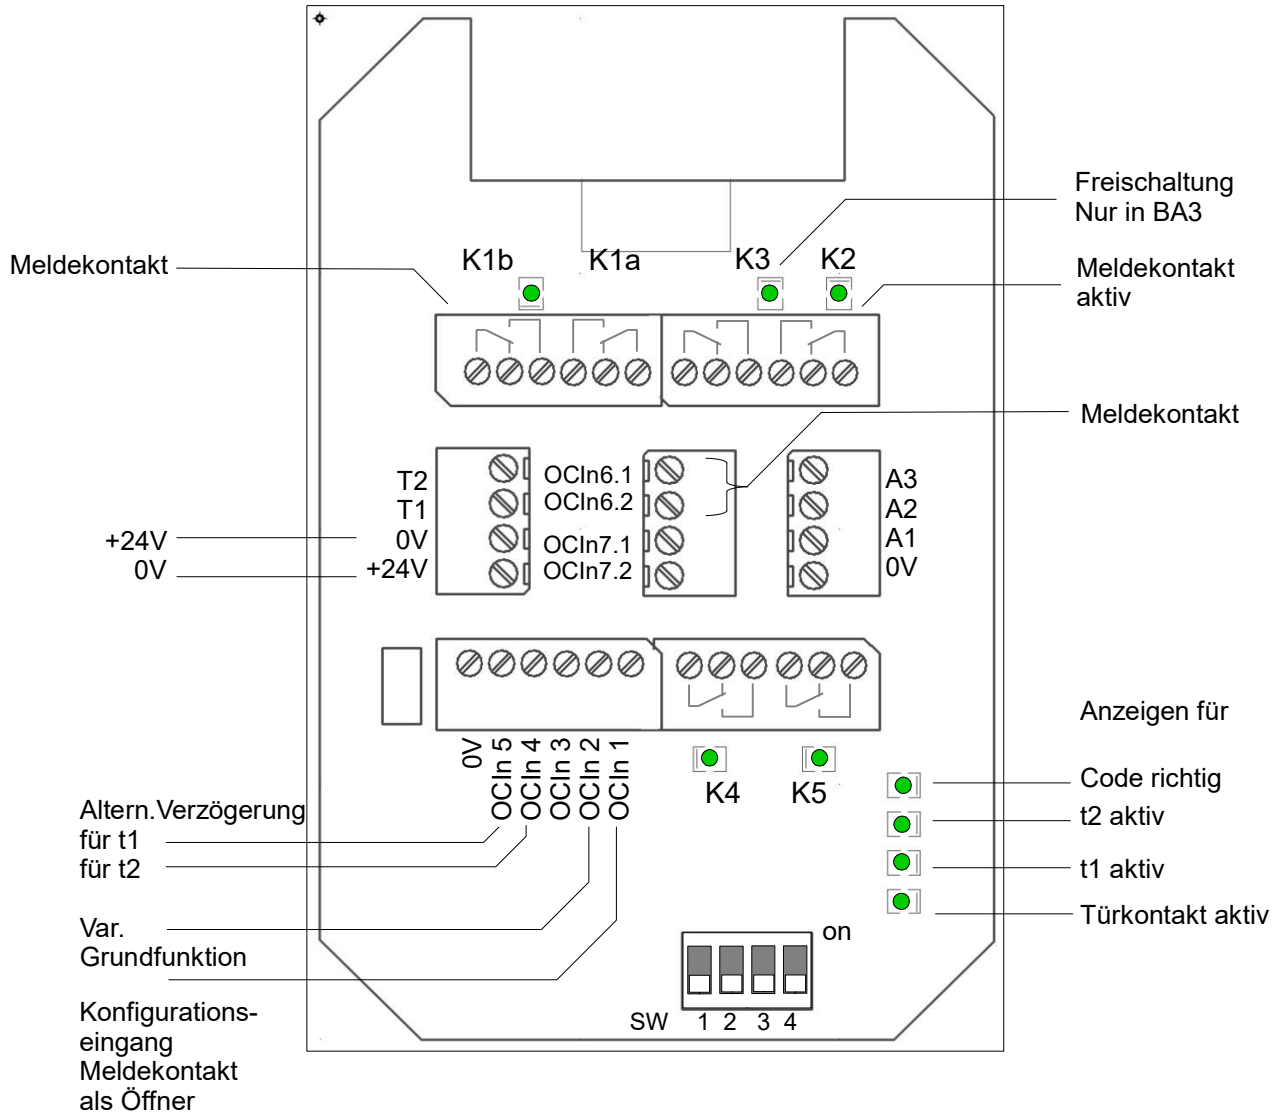 Freischaltung
Nur in BA3
K1b
K1a
K3
K2
Meldekontakt
Meldekontakt
aktiv
Meldekontakt
T2
T1
0V
+24V
+24V
0V
OCIn6.1
OCIn6.2
OCIn7.1
OCIn7.2
A3
A2
A1
0V
0V
OCIn 5
OCIn 4
OCIn 3
OCIn 2
OCIn 1
K4
K5
Anzeigen für
Code richtig
t2 aktiv
t1 aktiv
Türkontakt aktiv
Altern.Verzögerung
für t1
für t2
Var.
Grundfunktion
Konfigurations-
eingang
Meldekontakt
als Öffner
on
SW 1 2 3 4